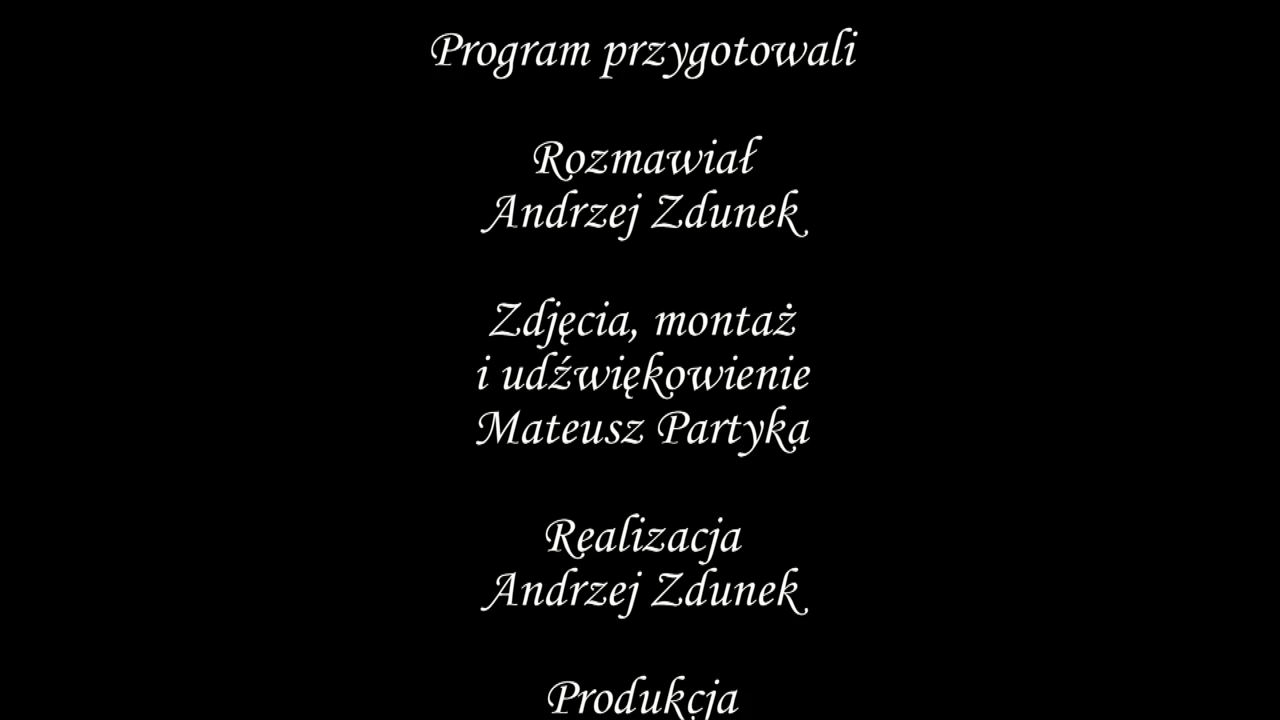 Program przygotowali
Rozmawiał
Andrzej Zdunek
Zdjęcia, montaż
i udźwiękowienie
Mateusz Partyka
Realizacja
Andrzej Zdunek
Produkcja